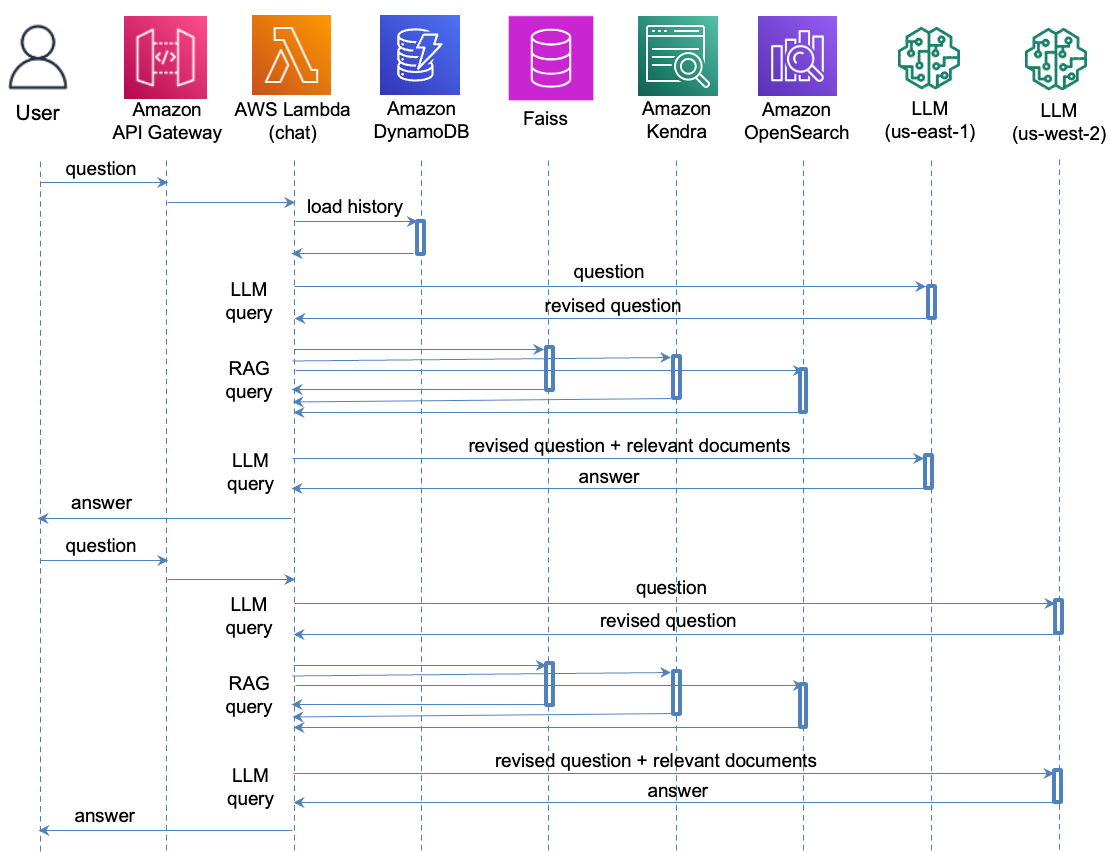 User
Amazon
API Gateway
AWS Lambda
(chat)
Amazon
DynamoDB
Faiss
Amazon
Kendra
Amazon
OpenSearch
LLM
(us-east-1)
LLM
(us-west-2)
question
load history
LLM
query
question
revised question
RAG
query
LLM
query
revised question + relevant documents
answer
answer
question
LLM
query
question
revised question
RAG
query
LLM
query
revised question + relevant documents
answer
answer